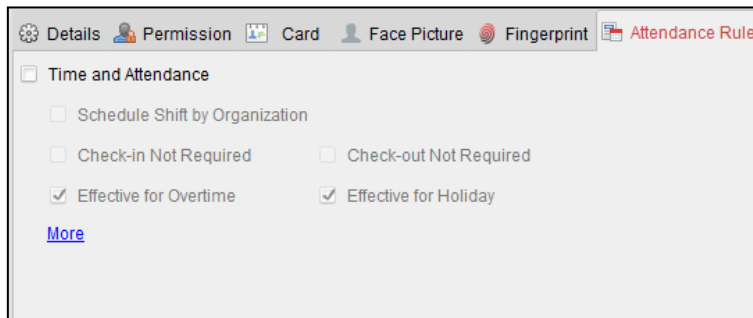 Details Permission Card Face Picture Fingerprint Attendance Rule
Time and Attendance
Schedule Shift by Organization
Check-in Not Required Check-out Not Required
Effective for Overtime Effective for Holiday
More